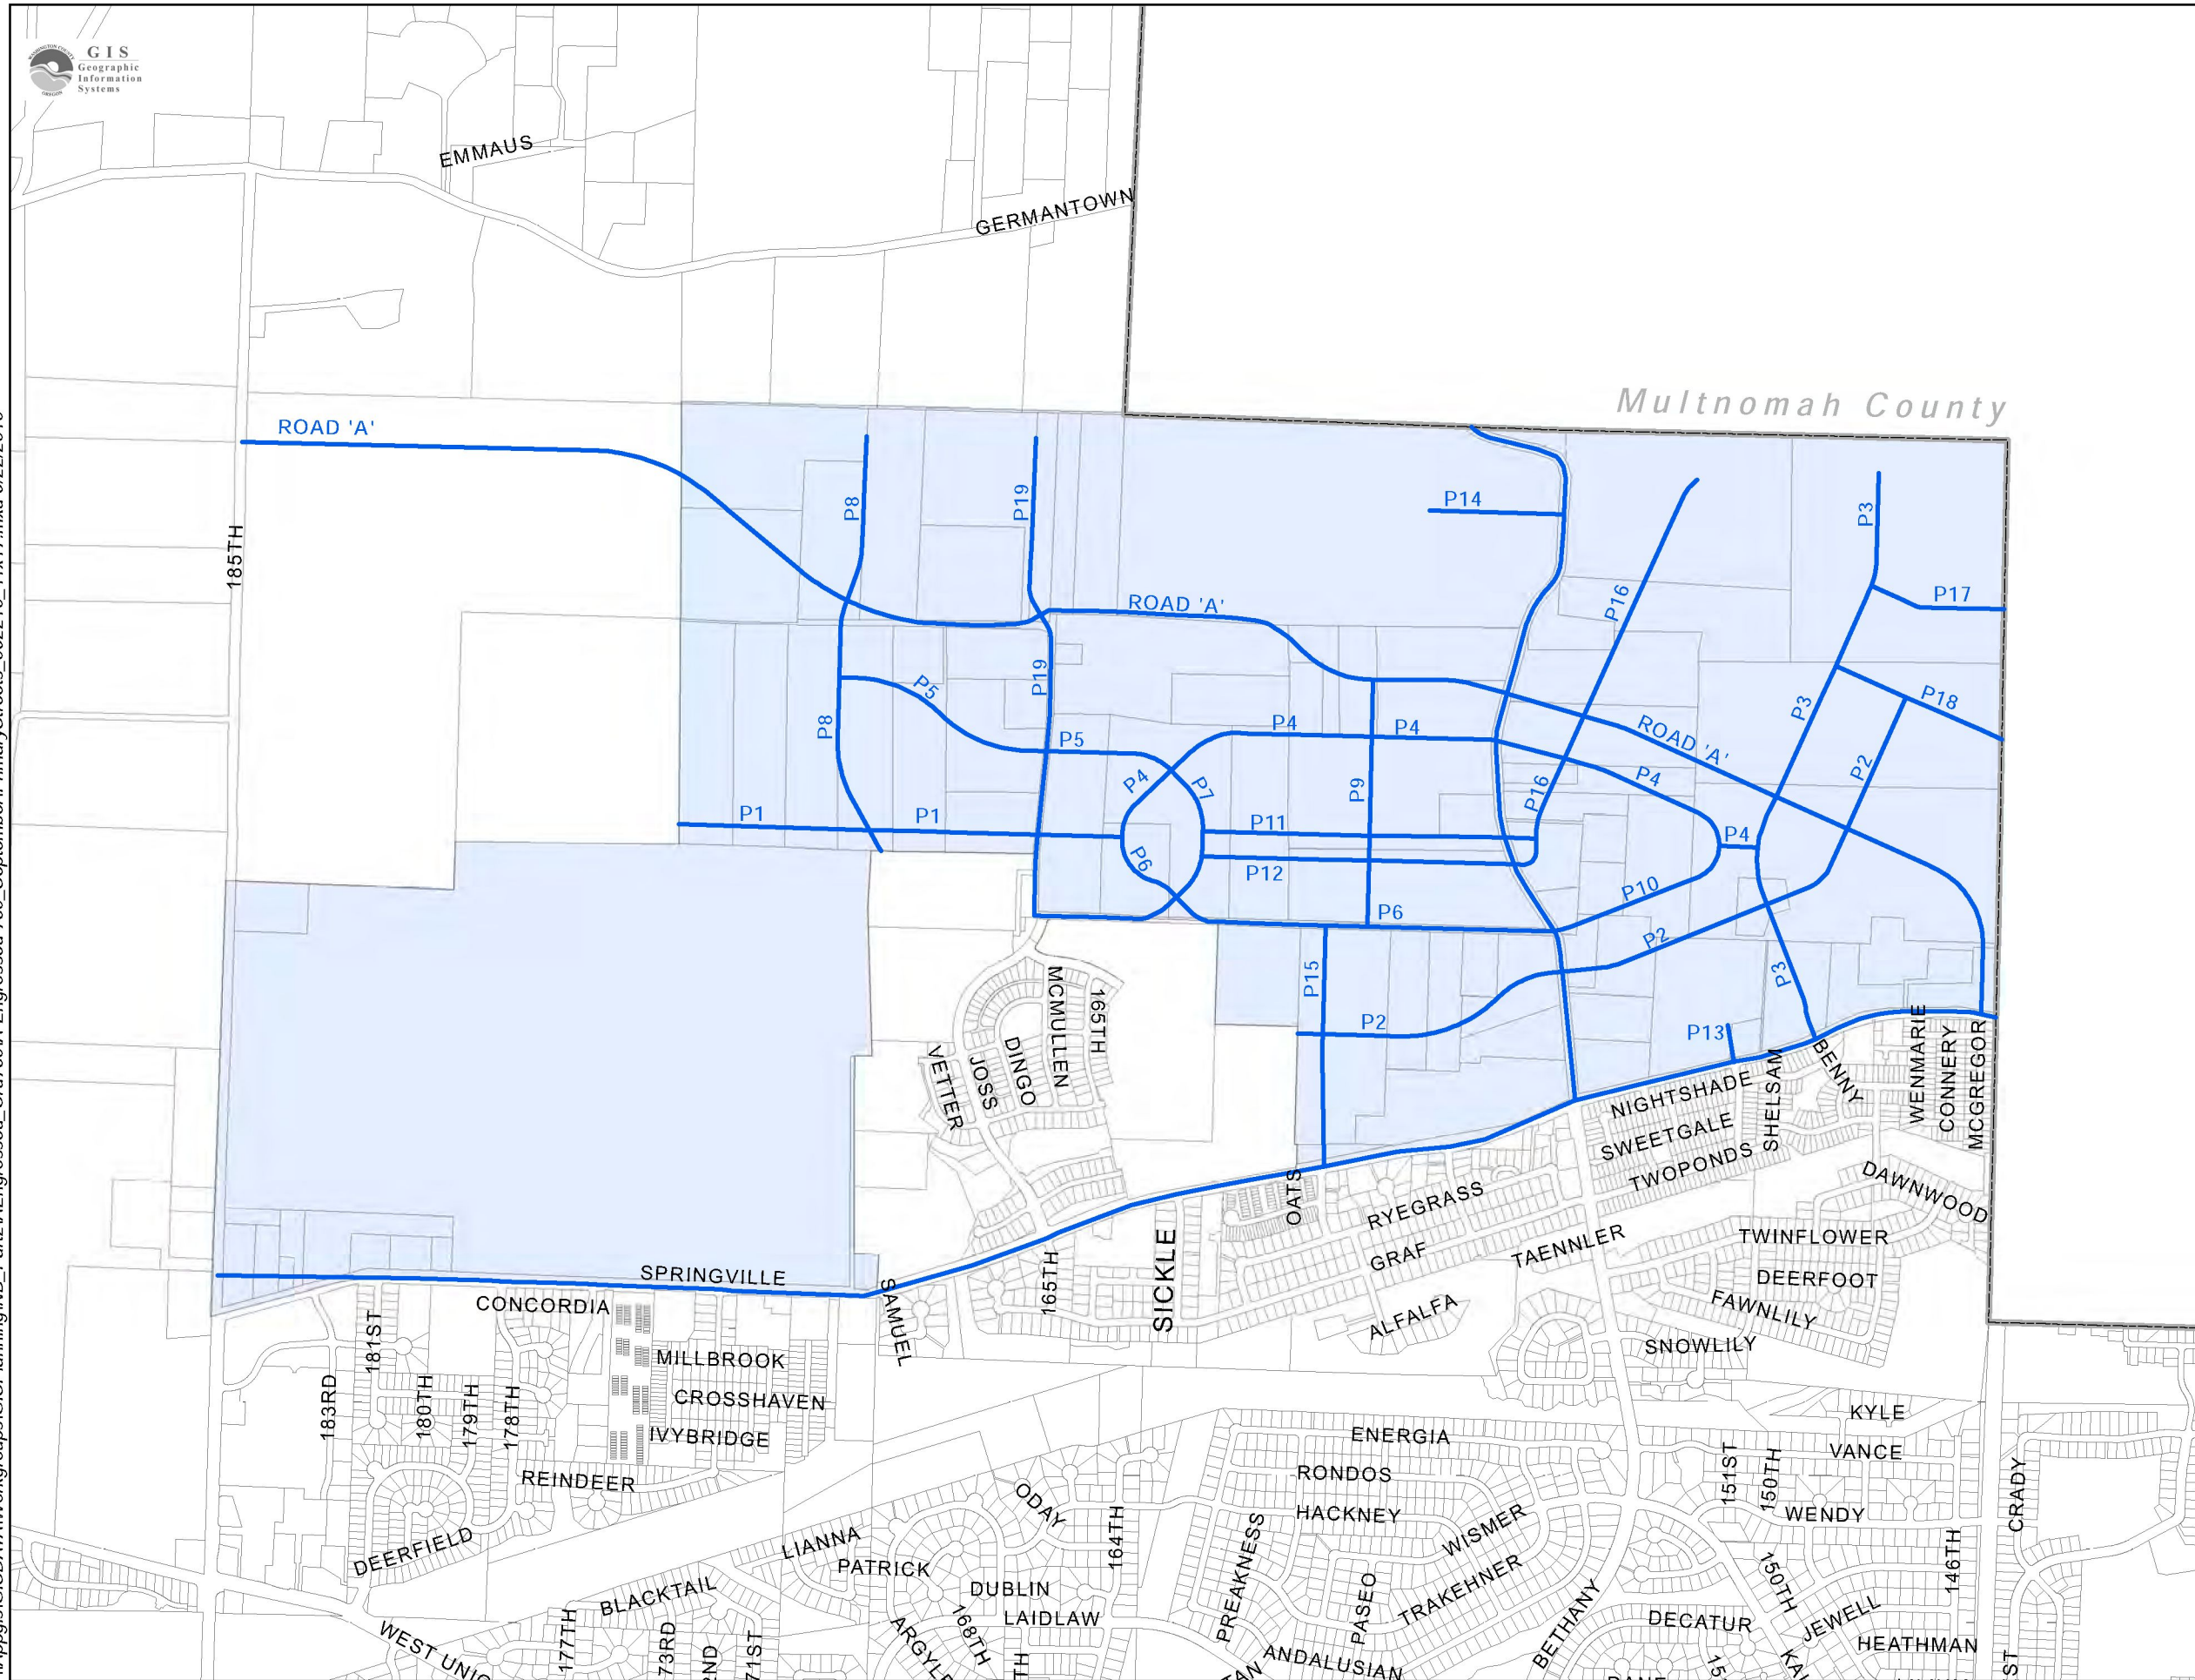 GIS
Geographic
Information
Systems
EMMAUS
GERMANTOWN
Multnomah County
ROAD 'A'
185TH
P8
P19
P14
P3
P16
P17
ROAD 'A'
P19
P5
P8
P5
P4
P4
P18
P3
ROAD 'A'
P2
P4
P7
P9
P16
P4
P1
P1
P11
P4
P6
P12
P10
P6
P2
P15
P3
P2
P13
MCMULLEN
165TH
DINGO
JOSS
VETTER
WENMARIE
CONNERY
MCGREGOR
BENNY
NIGHTSHADE
SHELSAM
SWEETGALE
TWOPONDS
DAWNWOOD
OATS
RYEGRASS
GRAF
TAENNLER
TWINFLOWER
DEERFOOT
FAWNLILY
SPRINGVILLE
CONCORDIA
SAMUEL
165TH
SICKLE
ALFALFA
SNOWLILY
181ST
183RD
180TH
179TH
178TH
MILLBROOK
CROSSHAVEN
IVYBRIDGE
REINDEER
DEERFIELD
KYLE
VANCE
ENERGIA
RONDOS
HACKNEY
WISMER
TRAKEHNER
PREAKNESS
PASEO
ANDALUSIAN
BETHANY
151ST
150TH
WENDY
CRADY
146TH
150TH
JEWELL
DECATUR
HEATHMAN
ODAY
164TH
LIANNA
PATRICK
DUBLIN
LAIDLAW
168TH
BLACKTAIL
177TH
73RD
71ST
WEST UNIO
ARGYLE